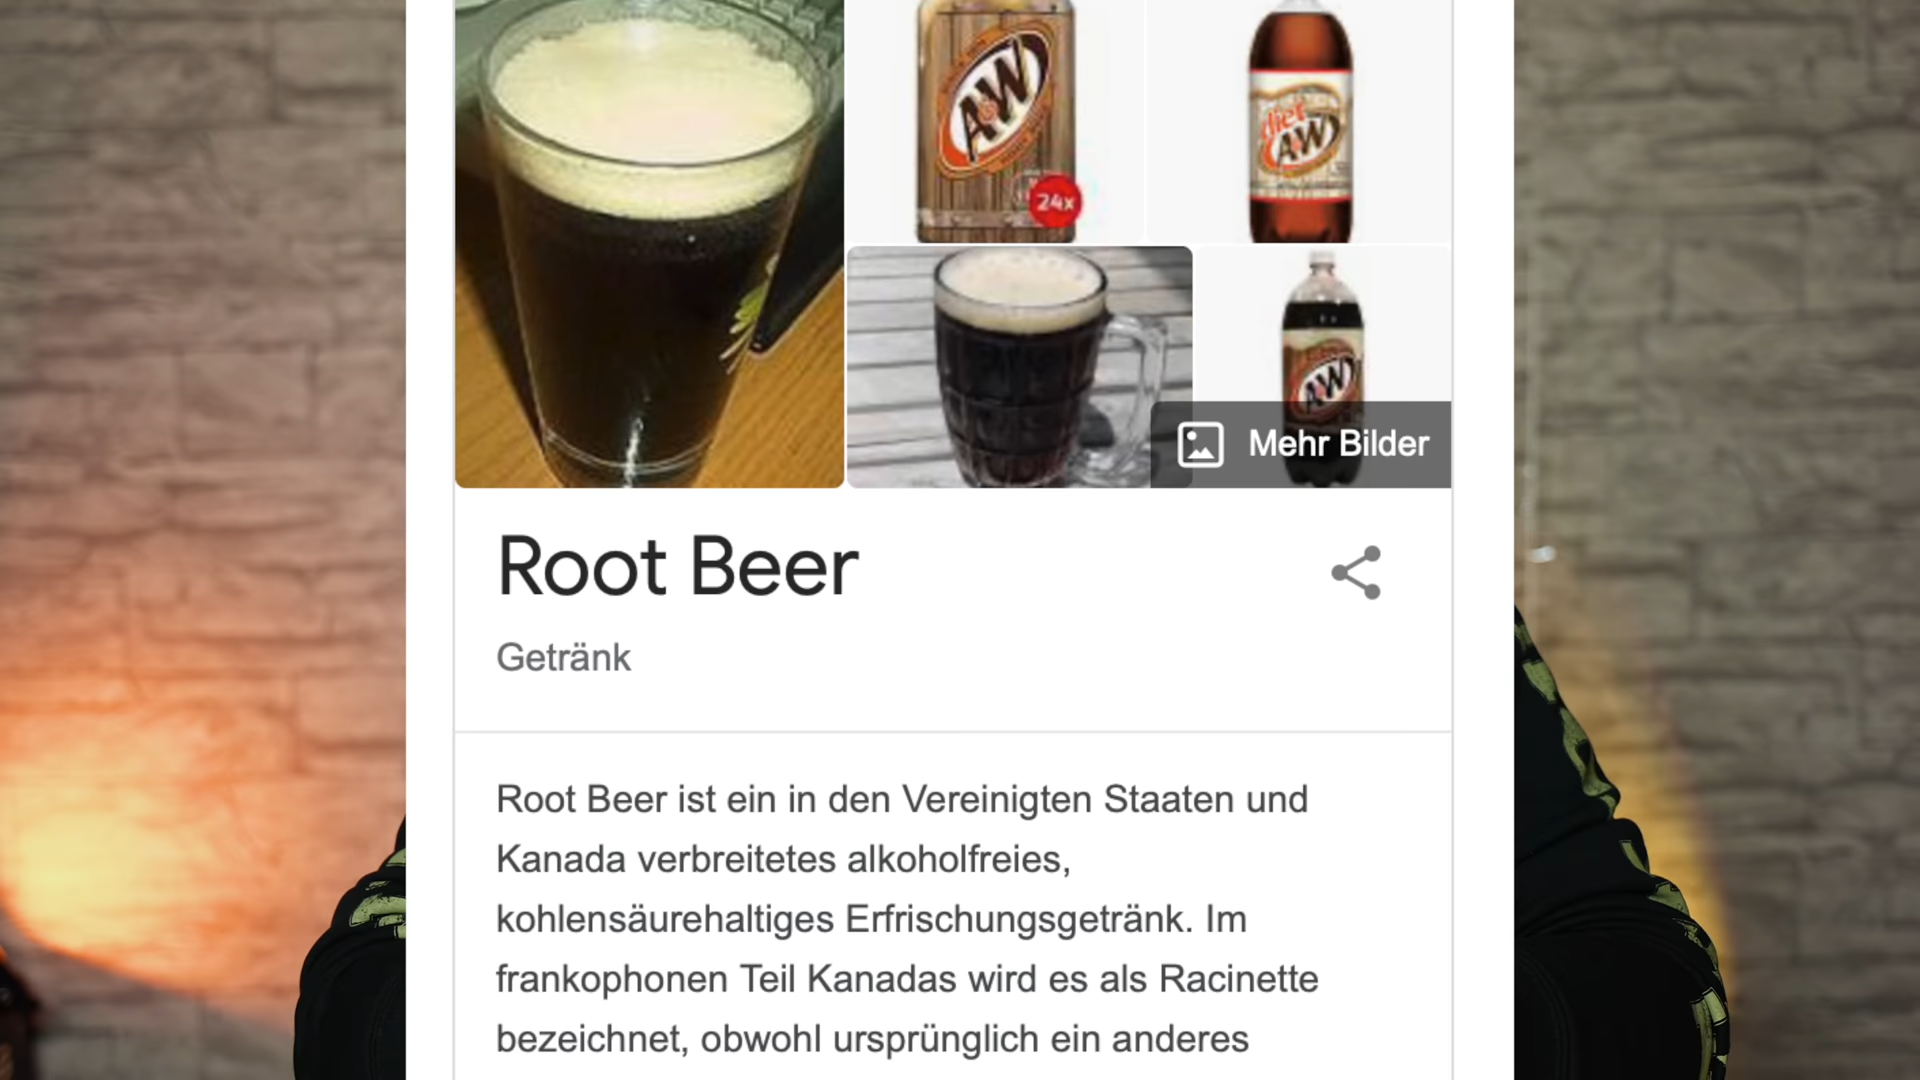 A&W
24x
diet
A&W
A&W
Mehr Bilder
Root Beer
Getränk
Root Beer ist ein in den Vereinigten Staaten und
Kanada verbreitetes alkoholfreies,
kohlensäurehaltiges Erfrischungsgetränk. Im
frankophonen Teil Kanadas wird es als Racinette
bezeichnet, obwohl ursprünglich ein anderes